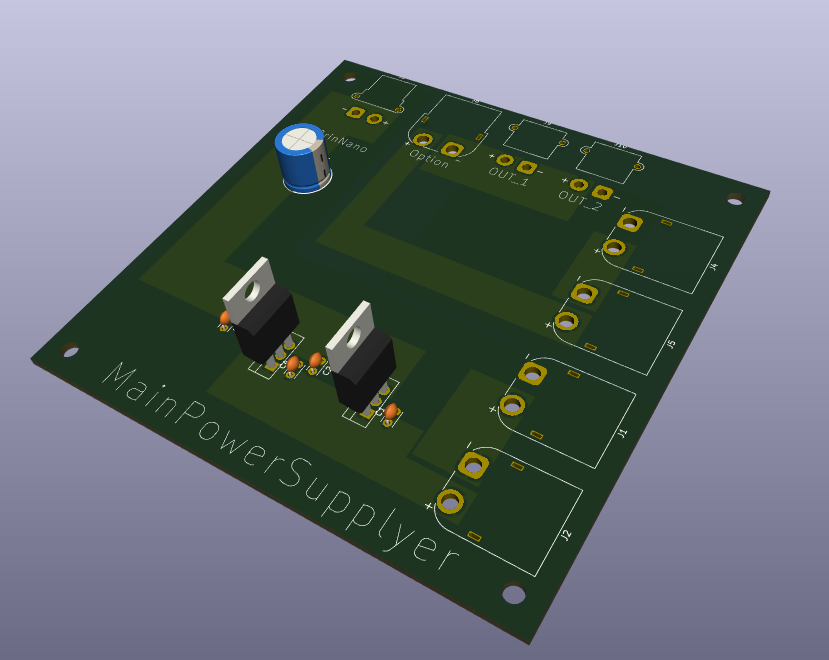 - +
rinNano
+ -
Option
+ -
OUT_1
+ -
OUT_2
J4
J5
J1
J2
MainPowerSupplyer